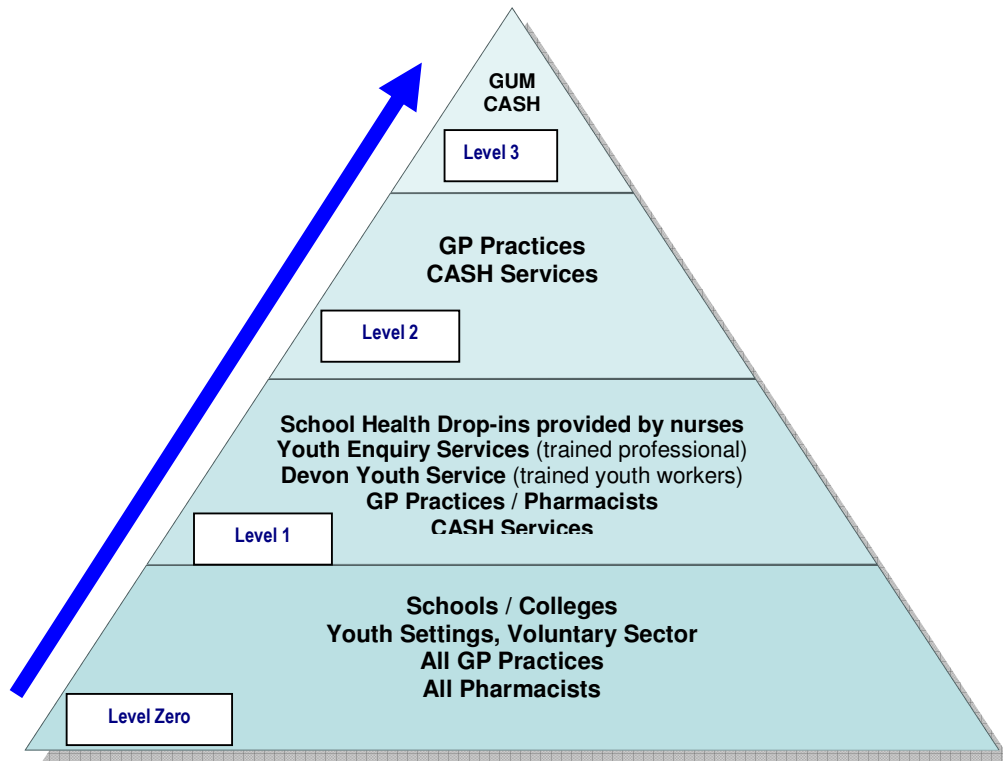 GUM
CASH
Level 3
GP Practices
CASH Services
Level 2
School Health Drop-ins provided by nurses
Youth Enquiry Services (trained professional)
Devon Youth Service (trained youth workers)
GP Practices / Pharmacists
CASH Services
Level 1
Schools / Colleges
Youth Settings, Voluntary Sector
All GP Practices
All Pharmacists
Level Zero